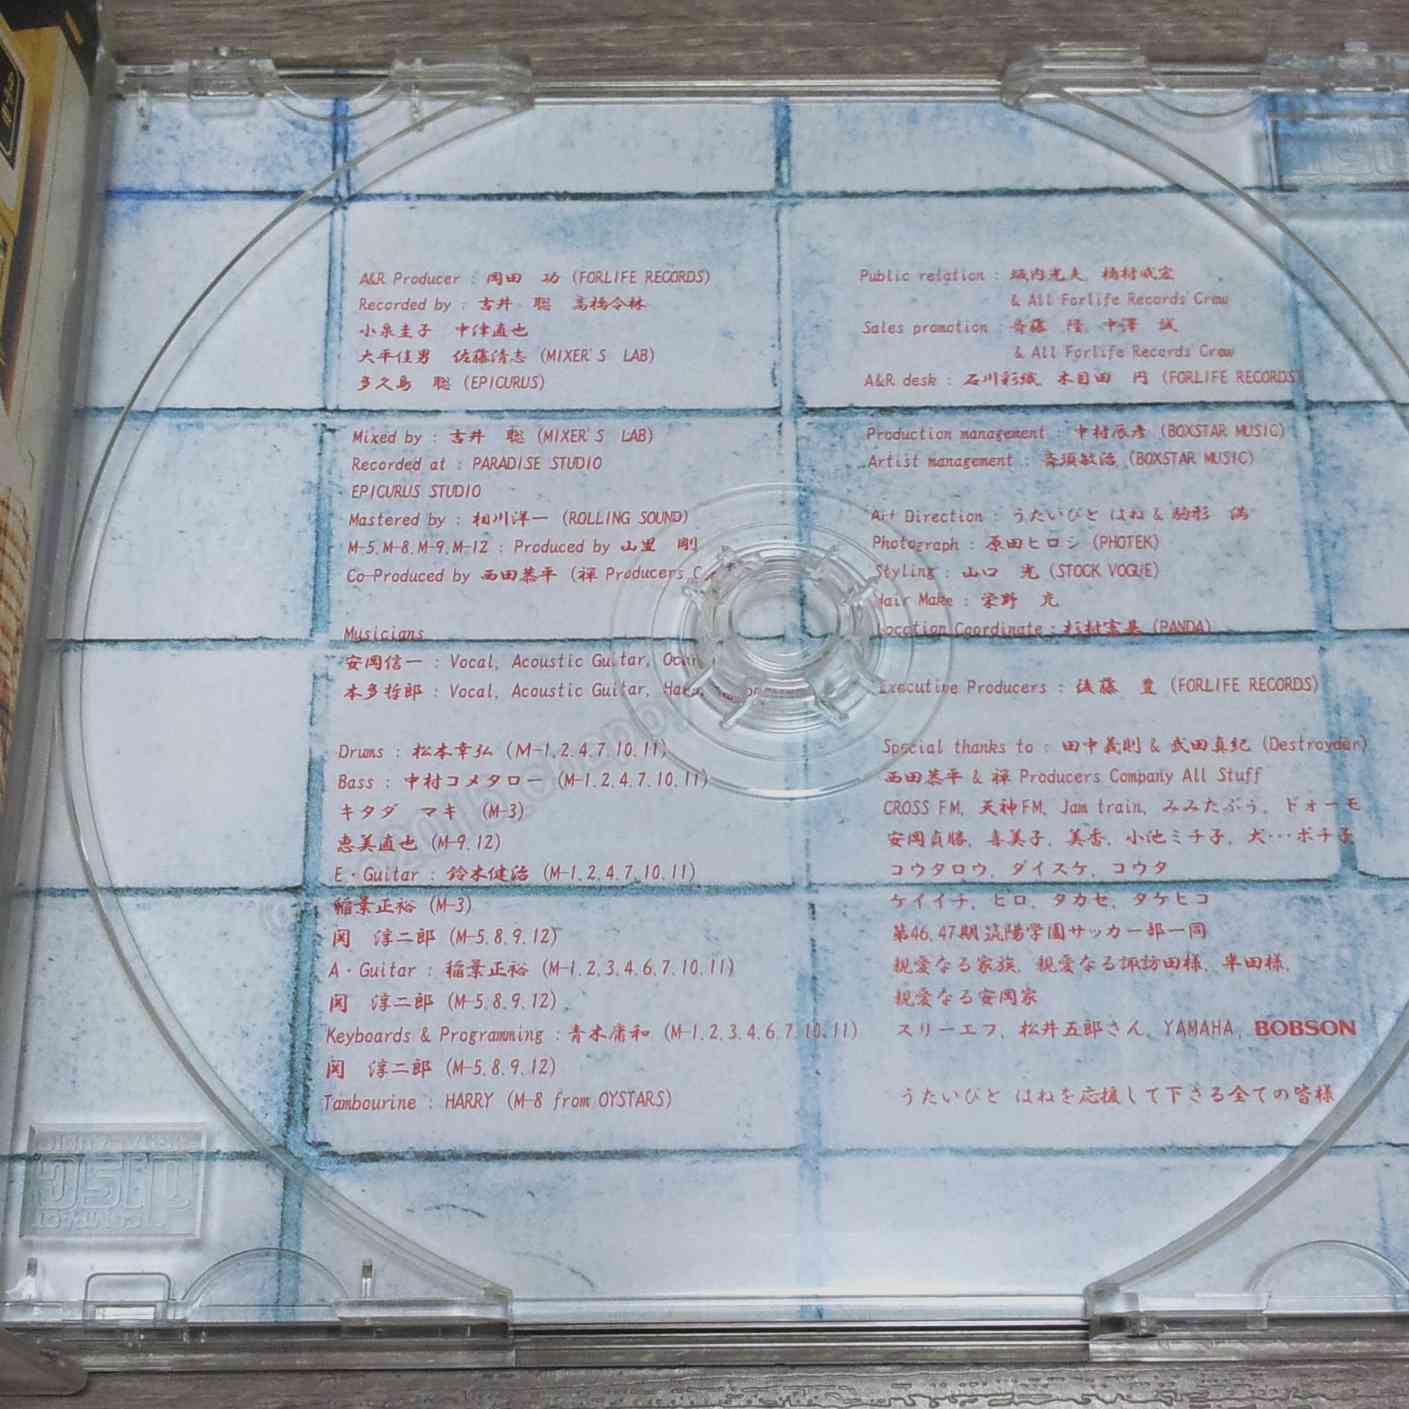 A&R Producer : 岡田 功 (FORLIFE RECORDS)
Recorded by : 吉井 聡 高橋令林
小泉圭子 中津直也
大平佳男 佐藤清志 (MIXER'S LAB)
多久島 聡 (EPICURUS)
Mixed by : 吉井 聡 (MIXER'S LAB)
Recorded at : PARADISE STUDIO
EPICURUS STUDIO
Mastered by : 相川洋一 (ROLLING SOUND)
M-5.M-8.M-9.M-12 : Produced by 山里 剛
Co-Produced by 西田恭平 (禅 Producers
Musicians
安岡信一 : Vocal, Acoustic Guitar,
本多哲郎 : Vocal, Acoustic Guitar,
Drums : 松本幸弘 (M-1.2.4.7.10.11)
Bass : 中村コメタロー (M-1.2.4.7.10.11)
キタダ マキ (M-3)
恵美直也 (M-9.12)
E・Guitar : 鈴木健治 (M-1.2.4.7.10.11)
稲葉正裕 (M-3)
関 淳二郎 (M-5.8.9.12)
A・Guitar : 稲葉正裕 (M-1.2.3.4.6.7.10.11)
関 淳二郎 (M-5.8.9.12)
Keyboards & Programming : 青木庸和 (M-1.2.3.4.6.7.10.11)
関 淳二郎 (M-5.8.9.12)
Tambourine : HARRY (M-8 from OYSTARS)
Public relation : 坂内光夫, 橋村成宏
& All Forlife Records Crew
Sales promotion : 斉藤 隆, 中澤 誠
& All Forlife Records Crew
A&R desk : 石川彩織, 木目田 円 (FORLIFE RECORDS)
Production management 中村辰彦 (BOXSTAR MUSIC)
Artist management : 斎須敏浩 (BOXSTAR MUSIC)
Art Direction : うたいびと はね & 駒形 満
Photograph : 原田ヒロシ (PHOTEK)
Styling : 山口 光 (STOCK VOGUE)
Hair Make : 栄野 充
Location Coordinate : 杉村憲基 (PANDA)
Executive Producers : 後藤 豊 (FORLIFE RECORDS)
Special thanks to : 田中義則 & 武田真紀 (Destroyder)
西田恭平 & 禅 Producers Company All Stuff
CROSS FM, 天神FM, Jam train, みみたぶぅ, ドォーモ
安岡貞勝, 喜美子, 美香, 小池ミチ子, 犬…ポチ子
コウタロウ, ダイスケ, コウタ
ケイイチ, ヒロ, タカセ, タケヒコ
第46.47期 筑陽学園サッカー部一同
親愛なる家族, 親愛なる諏訪田様, 半田様,
親愛なる安岡家
スリーエフ, 松井五郎さん, YAMAHA, BOBSON
うたいびと はねを応援して下さる全ての皆様